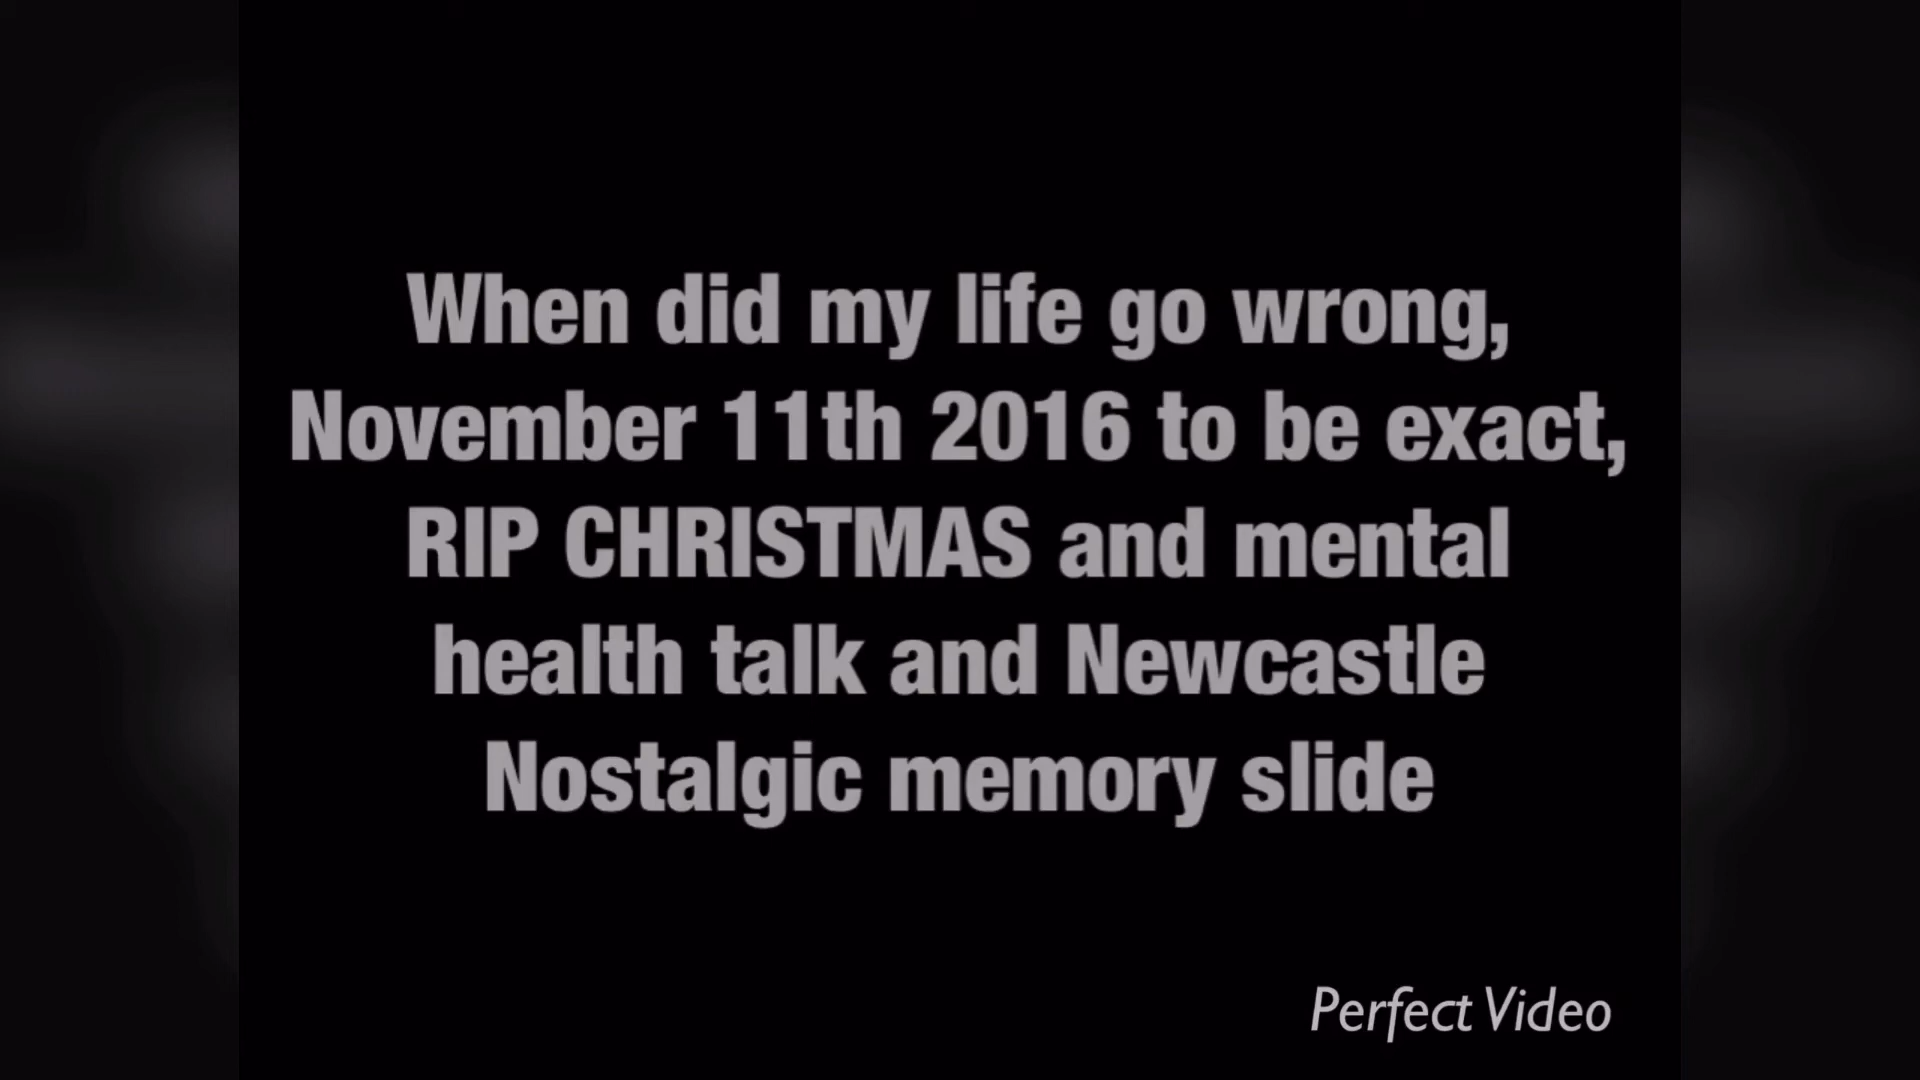 When did my life go wrong,
November 11th 2016 to be exact,
RIP CHRISTMAS and mental
health talk and Newcastle
Nostalgic memory slide
Perfect Video